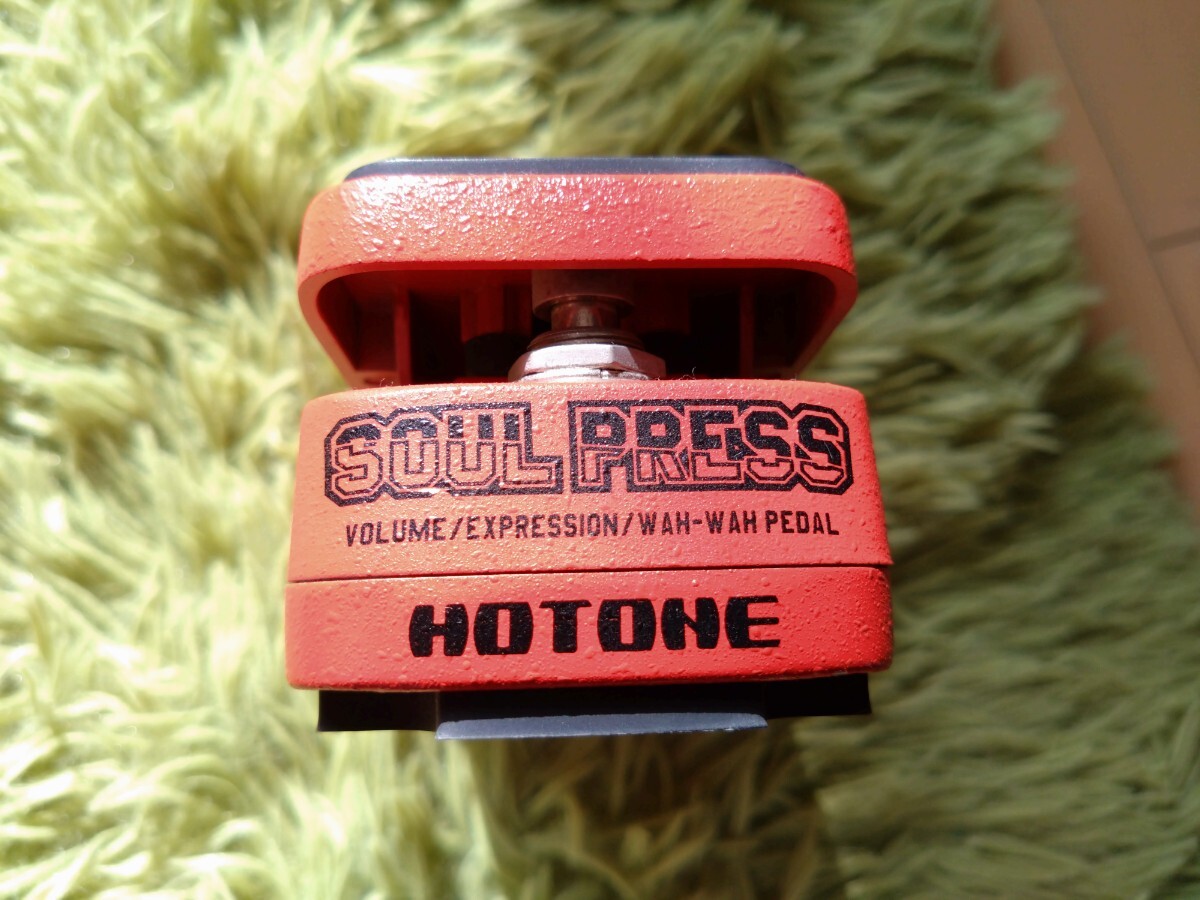 SOUL PRESS
VOLUME/EXPRESSION/WAH-WAH PEDAL
HOTONE